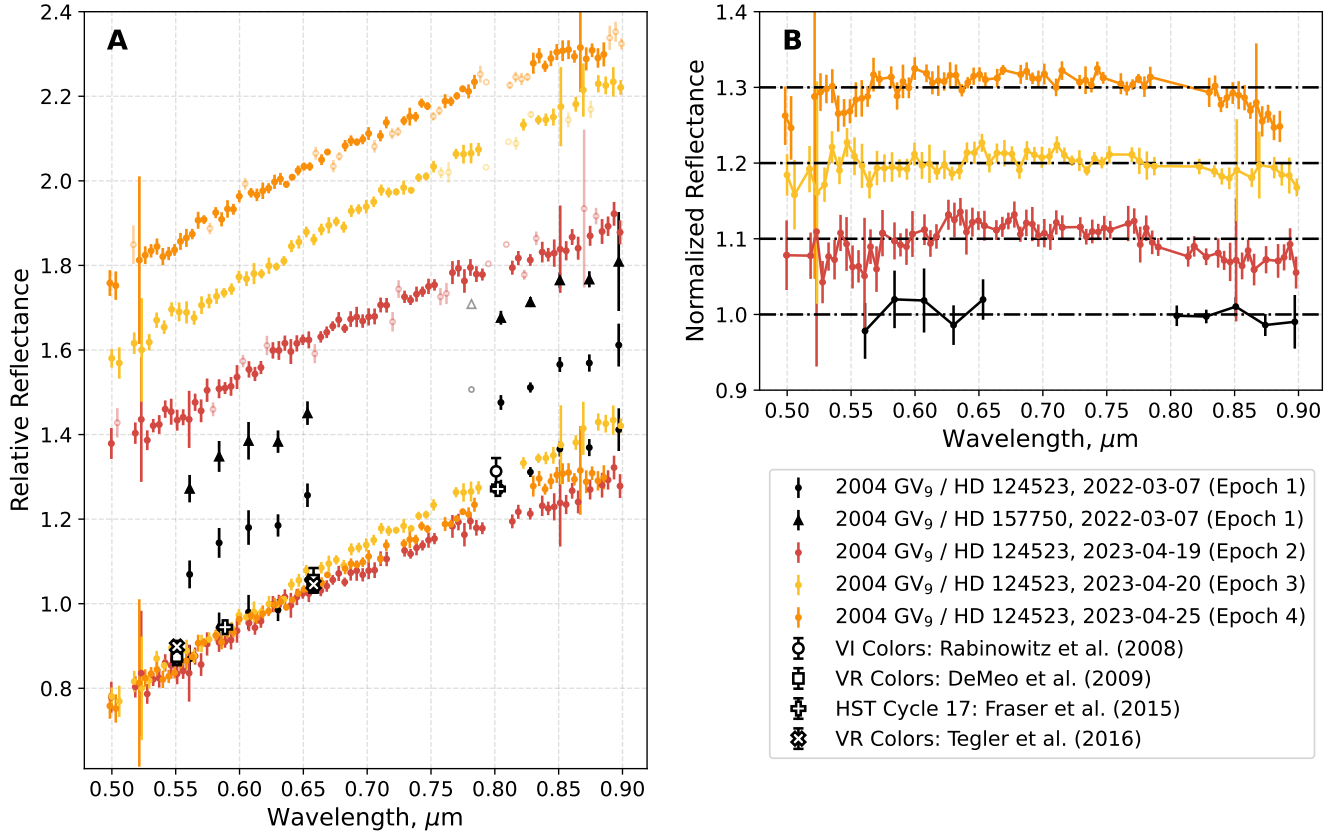 A
Relative Reflectance
2.4
2.2
2.0
1.8
1.6
1.4
1.2
1.0
0.8
0.50 0.55 0.60 0.65 0.70 0.75 0.80 0.85 0.90
Wavelength, μm
B
Normalized Reflectance
1.4
1.3
1.2
1.1
1.0
0.9
0.50 0.55 0.60 0.65 0.70 0.75 0.80 0.85 0.90
Wavelength, μm
2004 GV₉ / HD 124523, 2022-03-07 (Epoch 1)
2004 GV₉ / HD 157750, 2022-03-07 (Epoch 1)
2004 GV₉ / HD 124523, 2023-04-19 (Epoch 2)
2004 GV₉ / HD 124523, 2023-04-20 (Epoch 3)
2004 GV₉ / HD 124523, 2023-04-25 (Epoch 4)
VI Colors: Rabinowitz et al. (2008)
VR Colors: DeMeo et al. (2009)
HST Cycle 17: Fraser et al. (2015)
VR Colors: Tegler et al. (2016)